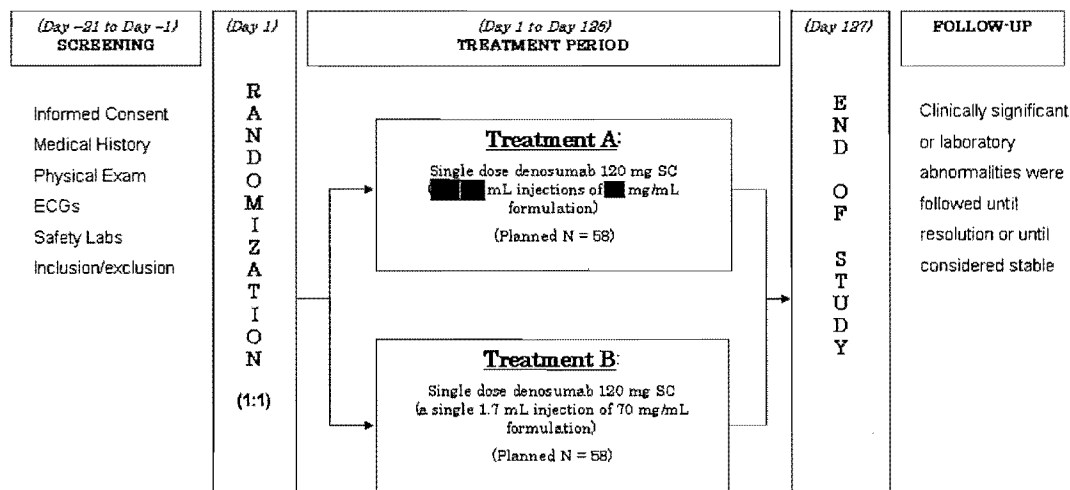 (Day -21 to Day -1)
SCREENING
Informed Consent
Medical History
Physical Exam
ECGs
Safety Labs
Inclusion/exclusion
(Day 1)
RANDOMIZATION
(1:1)
(Day 1 to Day 126)
TREATMENT PERIOD
Treatment A:
Single dose denosumab 120 mg SC
mL injections of mg/mL
formulation)
(Planned N = 58)
Treatment B:
Single dose denosumab 120 mg SC
(a single 1.7 mL injection of 70 mg/mL
formulation)
(Planned N = 58)
(Day 127)
END OF STUDY
FOLLOW-UP
Clinically significant
or laboratory
abnormalities were
followed until
resolution or until
considered stable